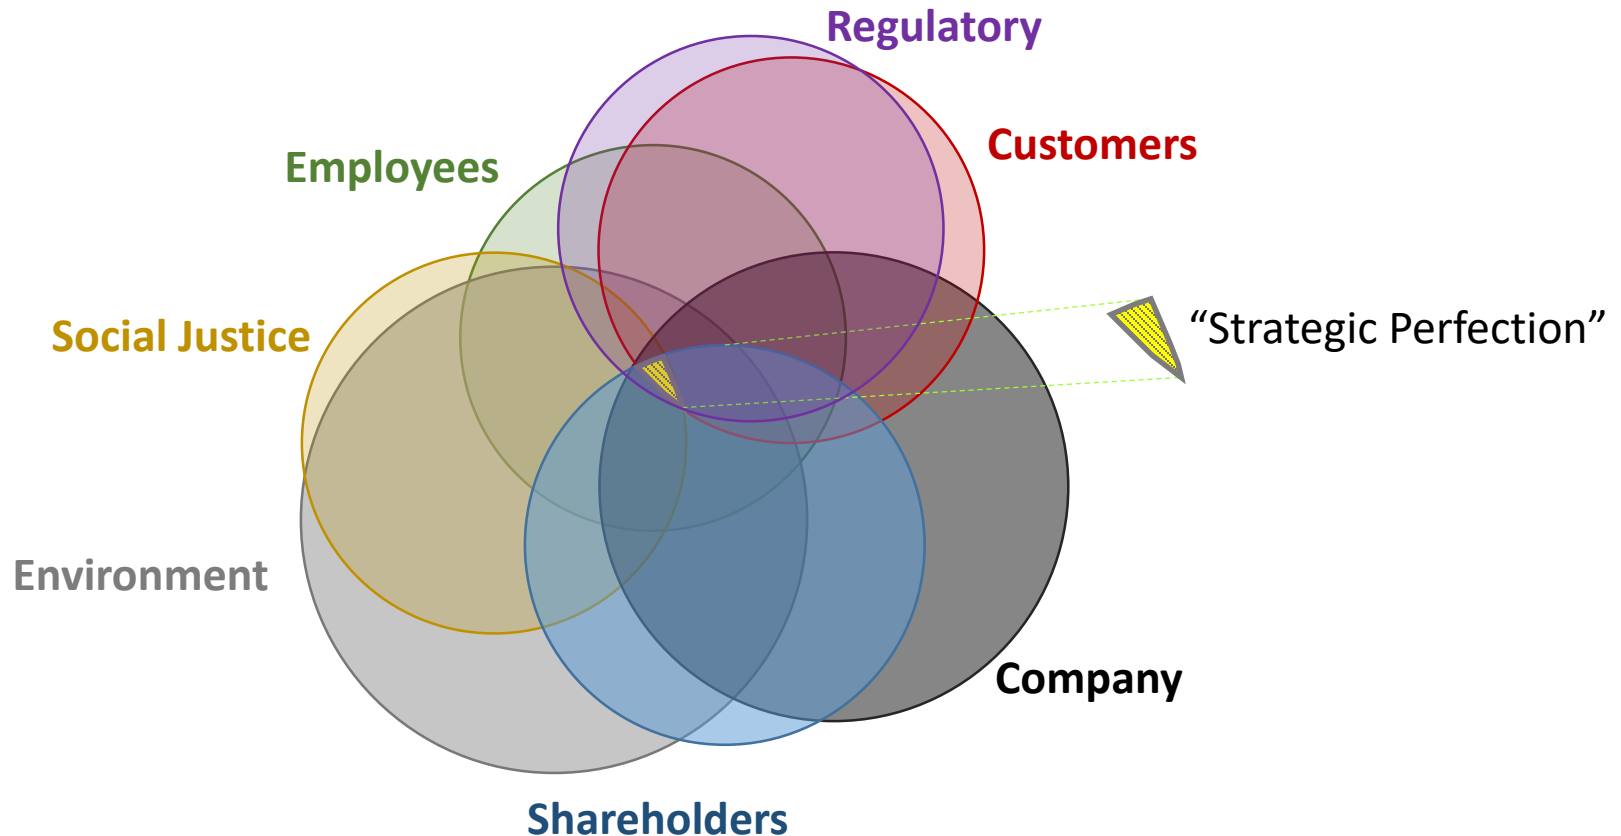 Regulatory
Customers
Employees
Social Justice
“Strategic Perfection”
Environment
Company
Shareholders